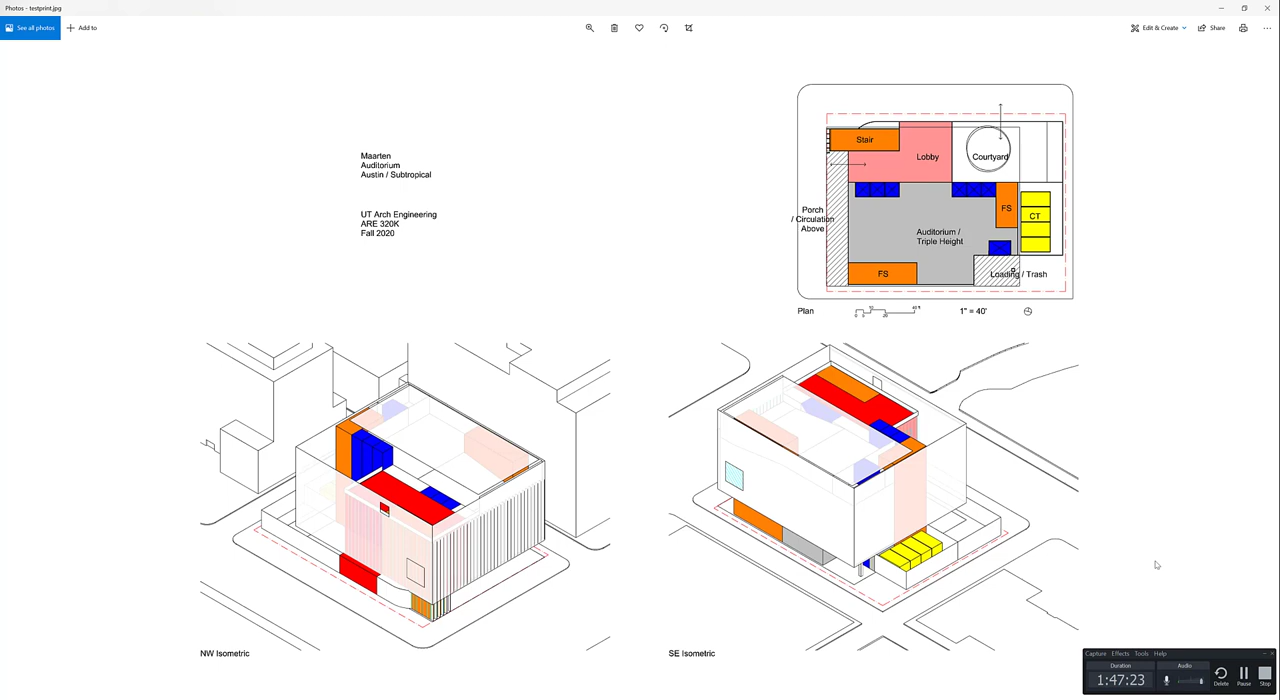 Photos - testprint.jpg
See all photos
Add to
Edit & Create
Share
Maarten
Auditorium
Austin / Subtropical
UT Arch Engineering
ARE 320K
Fall 2020
Stair
Lobby
Courtyard
FS
CT
Porch
/ Circulation
Above
Auditorium /
Triple Height
FS
Loading / Trash
Plan
1" = 40'
NW Isometric
SE Isometric
Capture Effects Tools Help
Duration
Audio
1:47:23
Delete
Pause
Stop